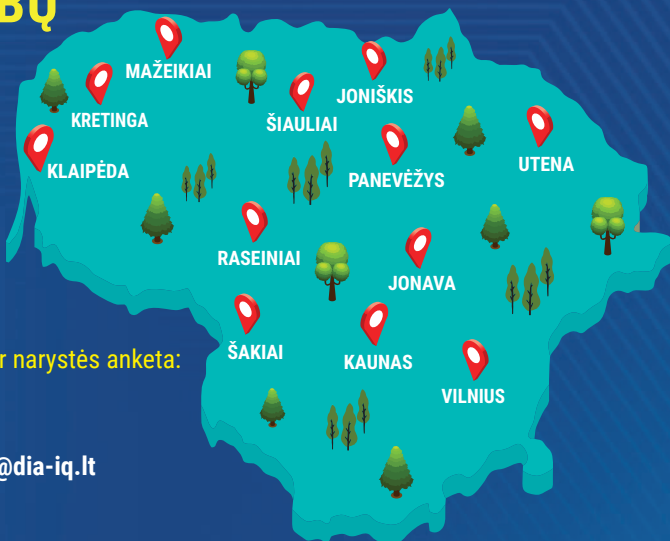 BŲ
MAŽEIKIAI
JONIŠKIS
KRETINGA
ŠIAULIAI
KLAIPĖDA
PANEVĖŽYS
UTENA
RASEINIAI
JONAVA
ŠAKIAI
KAUNAS
VILNIUS
r narystės anketa:
@dia-iq.lt